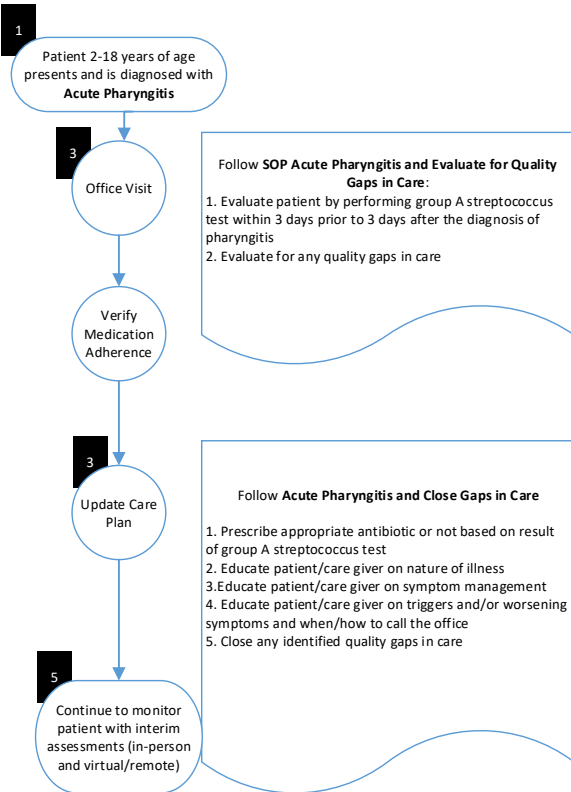 1
Patient 2-18 years of age
presents and is diagnosed with
Acute Pharyngitis
3
Office Visit
Follow SOP Acute Pharyngitis and Evaluate for Quality
Gaps in Care:
1. Evaluate patient by performing group A streptococcus
test within 3 days prior to 3 days after the diagnosis of
pharyngitis
2. Evaluate for any quality gaps in care
Verify
Medication
Adherence
3
Update Care
Plan
Follow Acute Pharyngitis and Close Gaps in Care
1. Prescribe appropriate antibiotic or not based on result
of group A streptococcus test
2. Educate patient/care giver on nature of illness
3.Educate patient/care giver on symptom management
4. Educate patient/care giver on triggers and/or worsening
symptoms and when/how to call the office
5. Close any identified quality gaps in care
5
Continue to monitor
patient with interim
assessments (in-person
and virtual/remote)